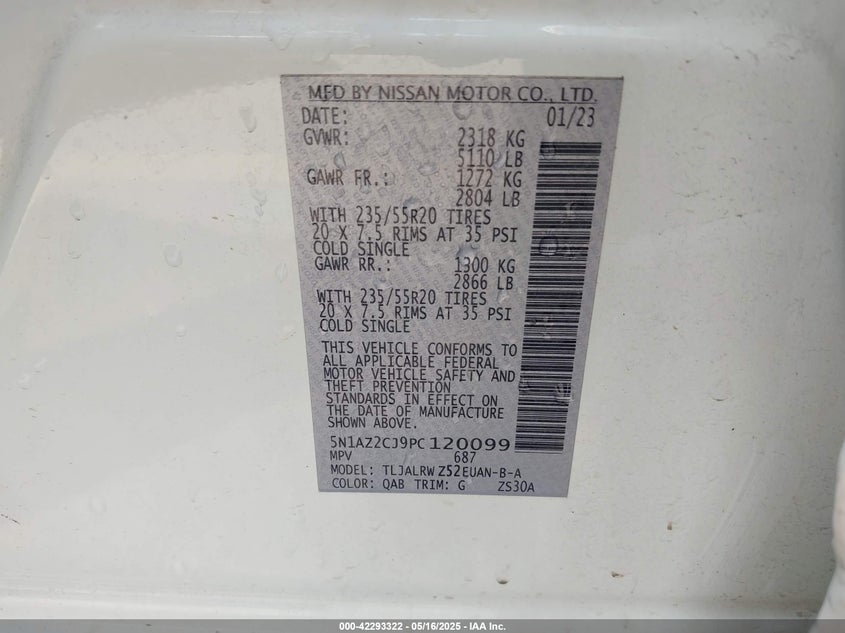 MFD BY NISSAN MOTOR CO., LTD.
DATE: 01/23
GVWR: 2318 KG
5110 LB
GAWR FR.: 1272 KG
2804 LB
WITH 235/55R20 TIRES
20 X 7.5 RIMS AT 35 PSI
COLD SINGLE
GAWR RR.: 1300 KG
2866 LB
WITH 235/55R20 TIRES
20 X 7.5 RIMS AT 35 PSI
COLD SINGLE
THIS VEHICLE CONFORMS TO
ALL APPLICABLE FEDERAL
MOTOR VEHICLE SAFETY AND
THEFT PREVENTION
STANDARDS IN EFFECT ON
THE DATE OF MANUFACTURE
SHOWN ABOVE.
5N1AZ2CJ9PC120099
MPV 687
MODEL: TLJALRW Z52EUAN-B-A
COLOR: QAB TRIM: G ZS30A
000-42293322 - 05/16/2025 - IAA Inc.